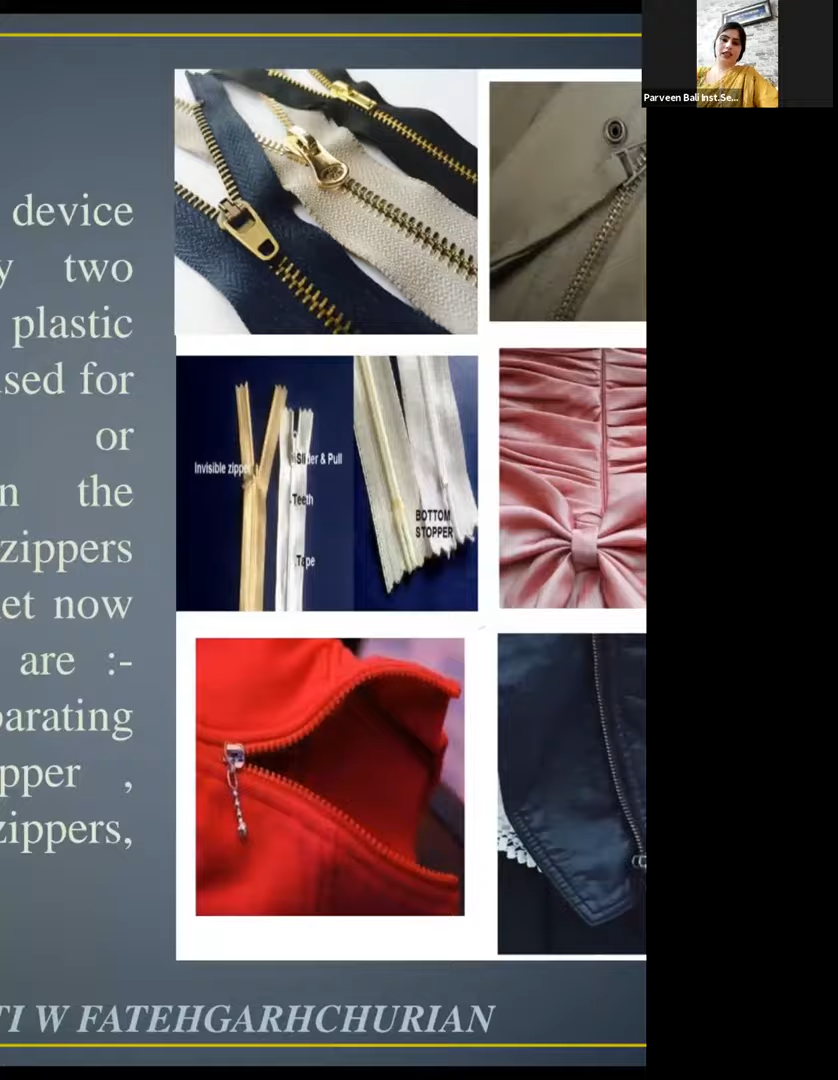 device
y two
plastic
sed for
or
n the
zippers
et now
are :-
parating
pper ,
zippers,
Invisible zipper
Slider & Pull
Teeth
Tape
BOTTOM
STOPPER
TI W FATEHGARHCHURIAN
Parveen Bali Inst.Se...